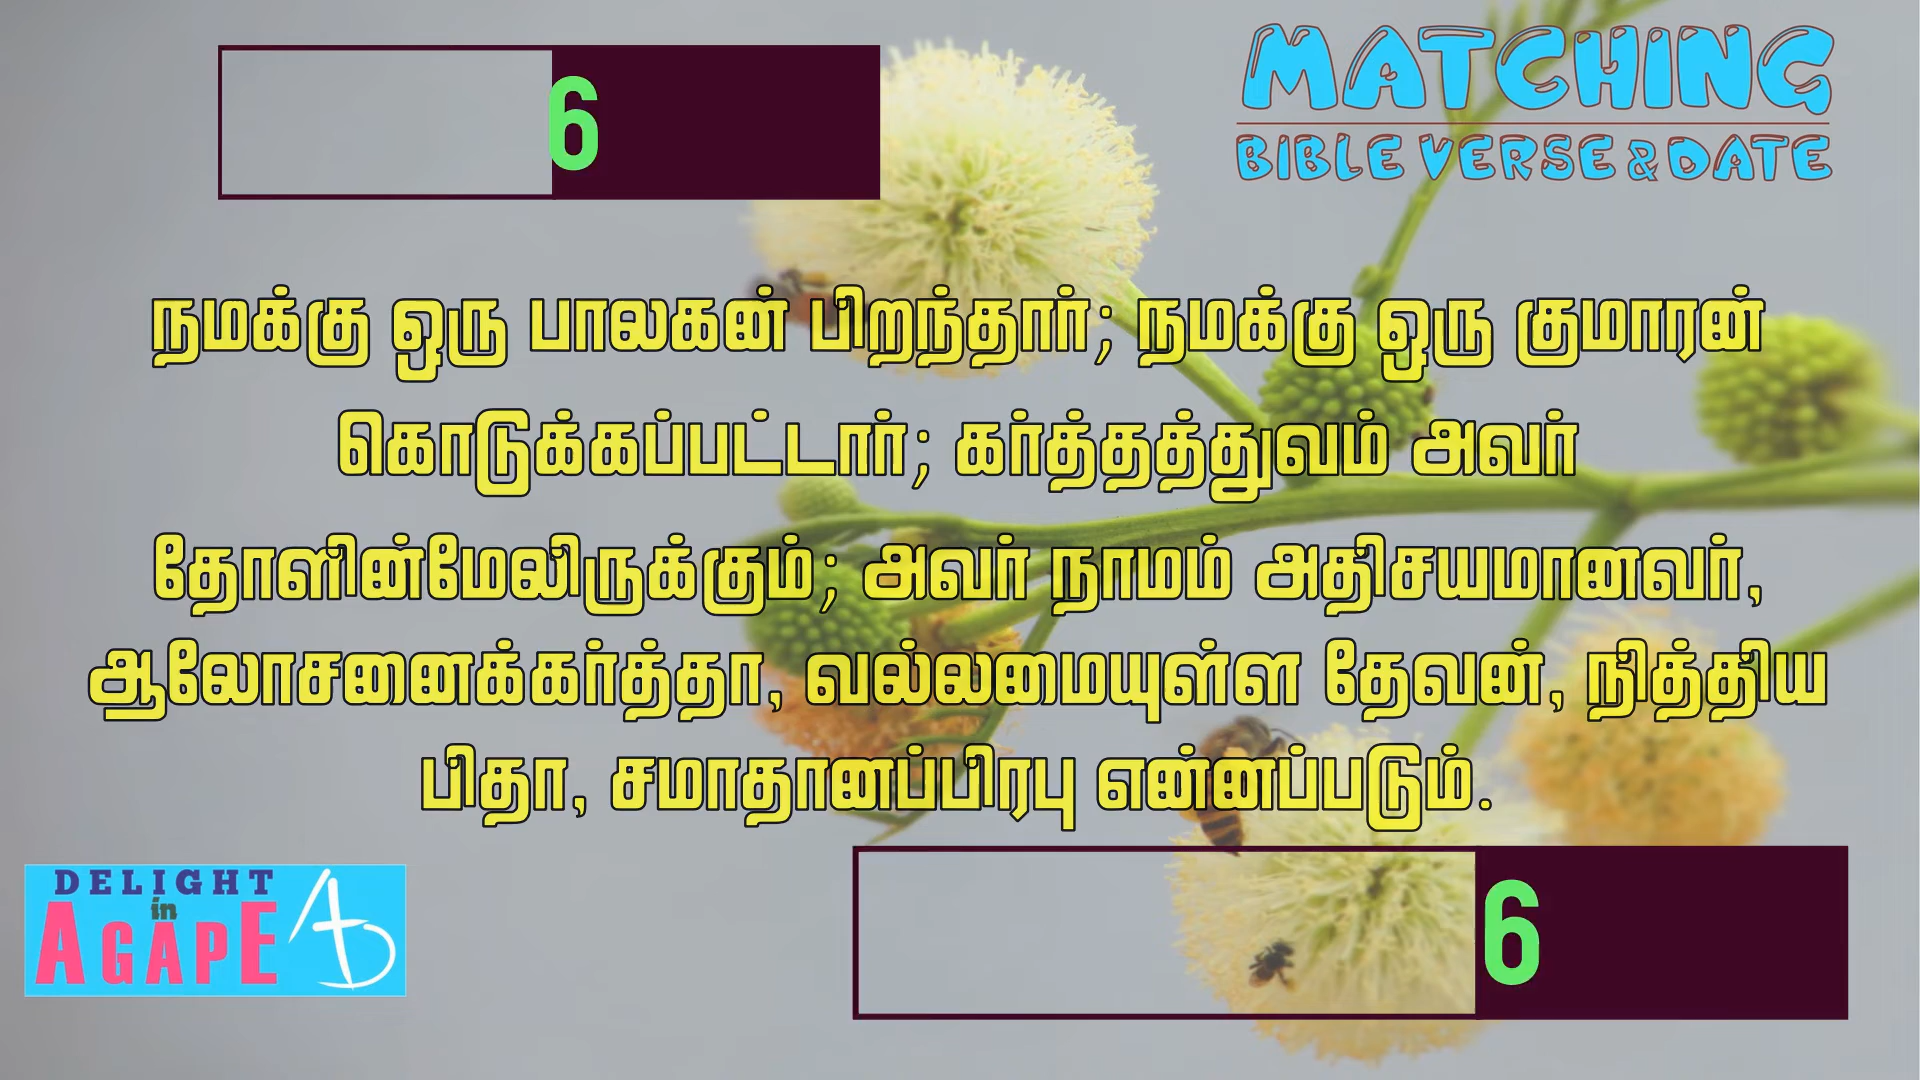 6
MATCHING
BIBLE VERSE & DATE
நமக்கு ஒரு பாலகன் பிறந்தார்; நமக்கு ஒரு குமாரன்
கொடுக்கப்பட்டார்; கர்த்தத்துவம் அவர்
தோளின்மேலிருக்கும்; அவர் நாமம் அதிசயமானவர்,
ஆலோசனைக்கர்த்தா, வல்லமையுள்ள தேவன், நித்திய
பிதா, சமாதானப்பிரபு என்னப்படும்.
DELIGHT
in
AGAPE
6